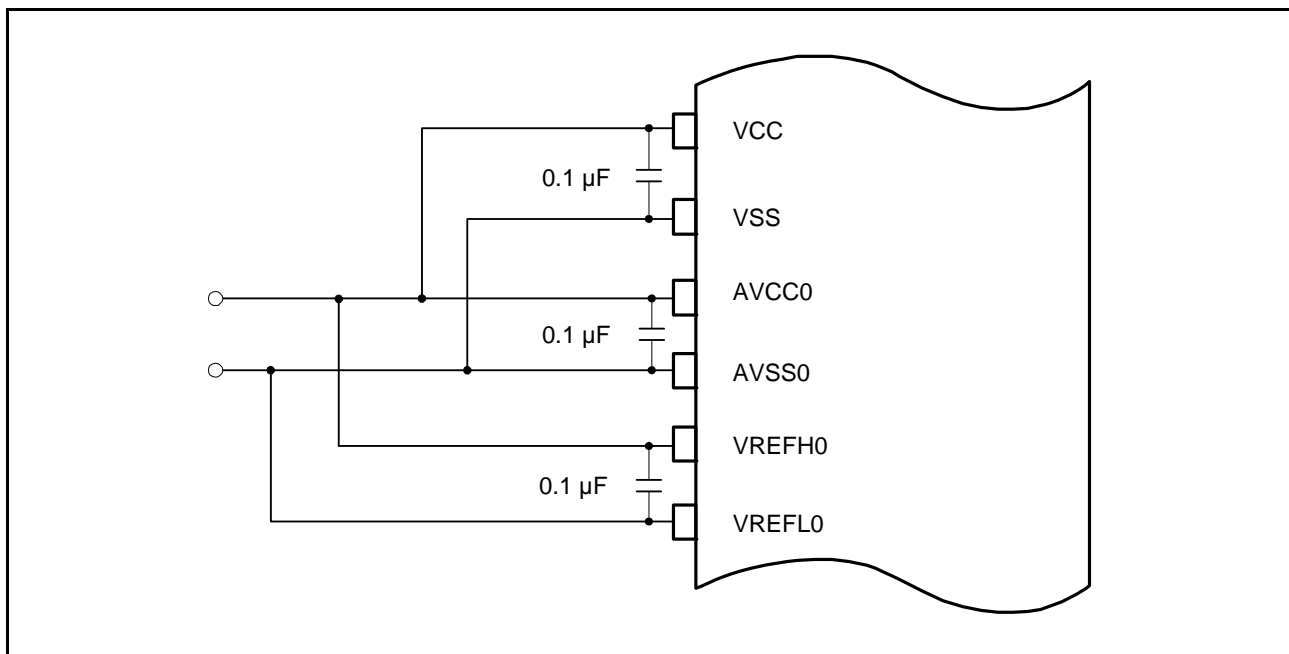 VCC
0.1 µF
VSS
AVCC0
0.1 µF
AVSS0
VREFH0
0.1 µF
VREFL0